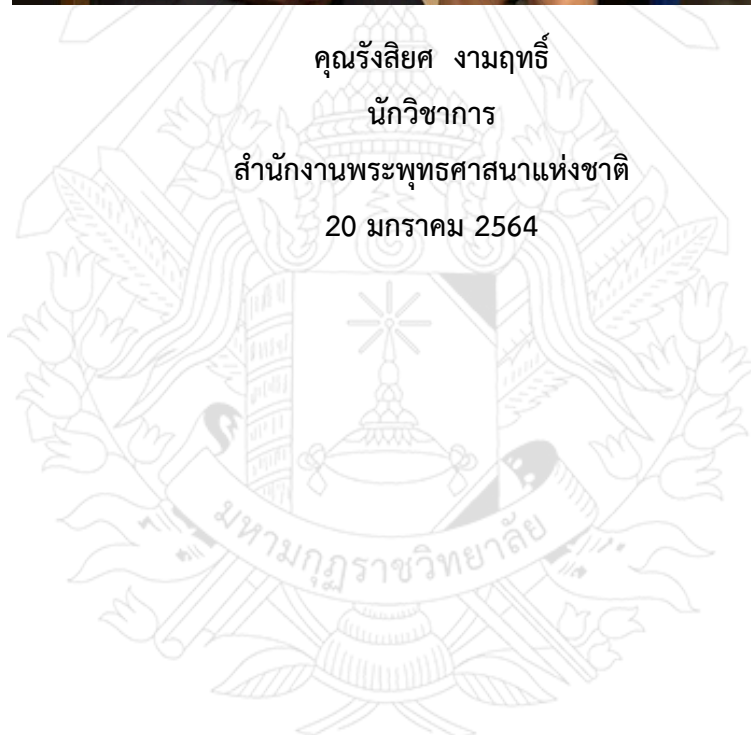 คุณรังสิยศ งามฤทธิ์
นักวิชาการ
สำนักงานพระพุทธศาสนาแห่งชาติ
20 มกราคม 2564
มหามกุฏราชวิทยาลัย